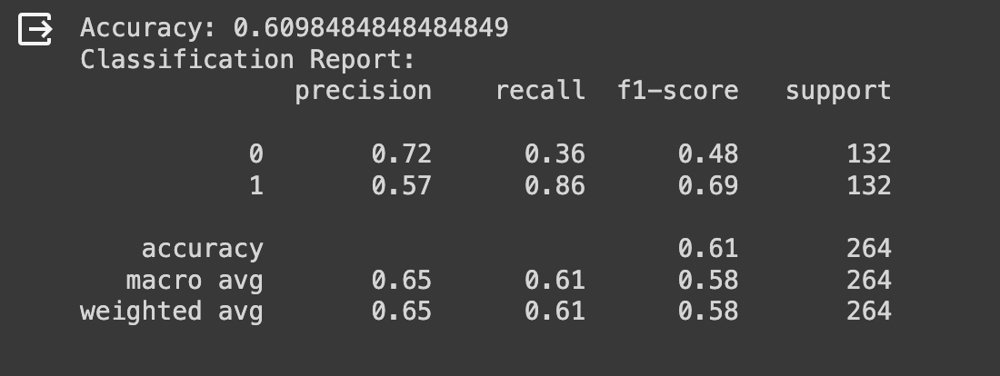 Accuracy: 0.6098484848484849
Classification Report:
precision recall f1-score support
0 0.72 0.36 0.48 132
1 0.57 0.86 0.69 132
accuracy 0.61 264
macro avg 0.65 0.61 0.58 264
weighted avg 0.65 0.61 0.58 264